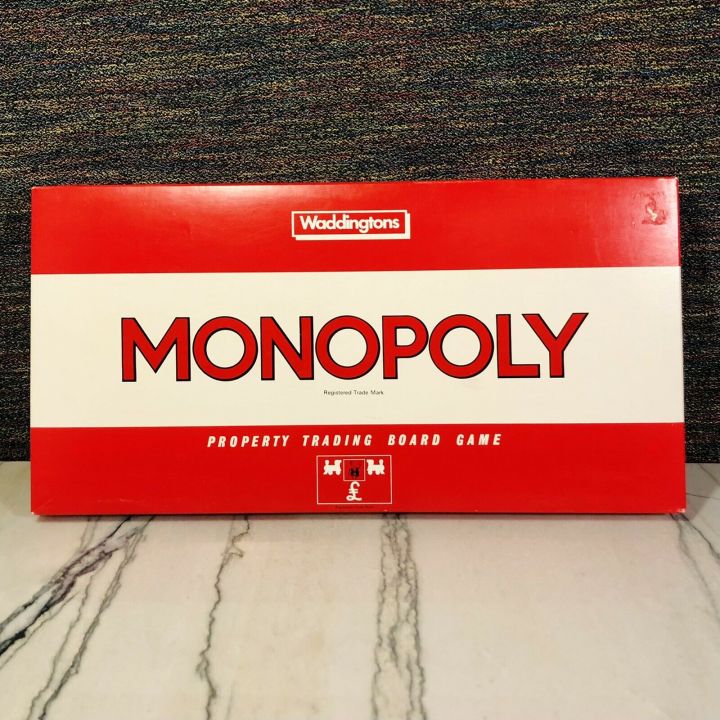 Waddingtons
MONOPOLY
Registered Trade Mark
PROPERTY TRADING BOARD GAME
£